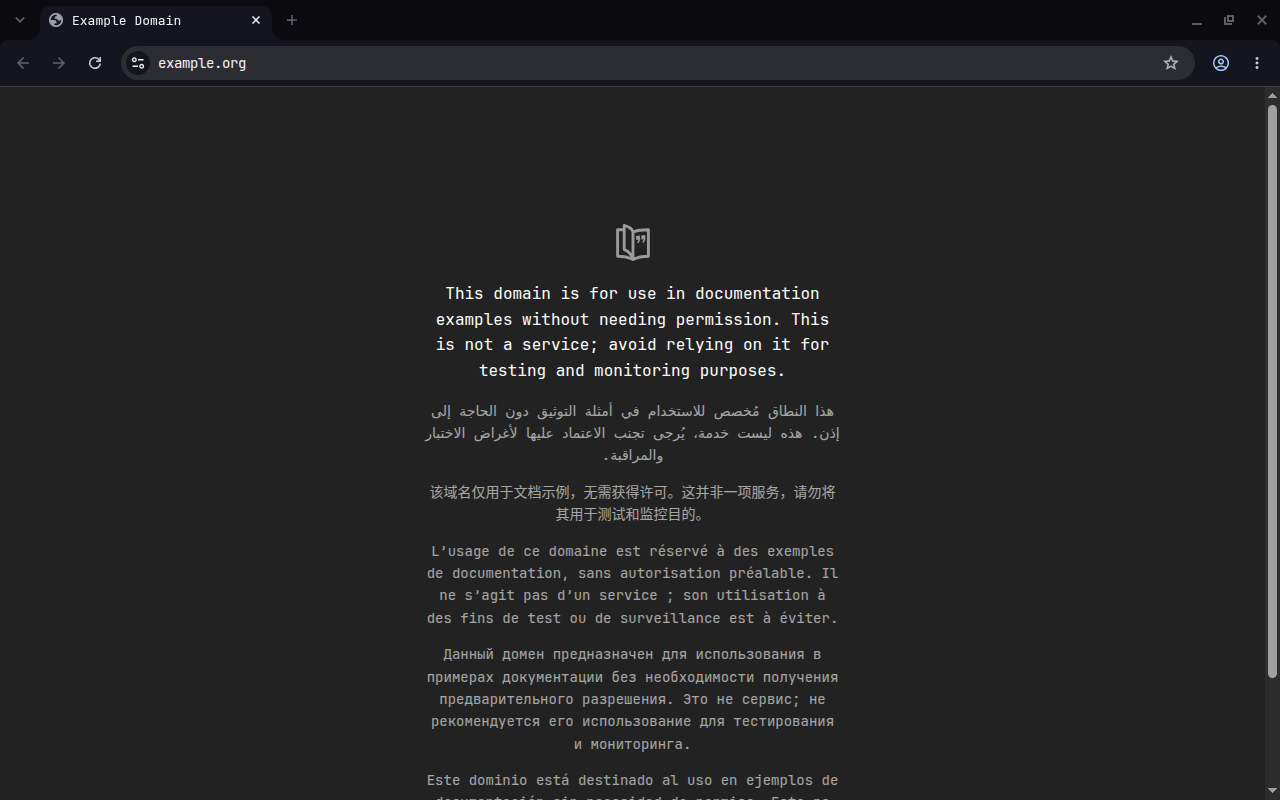 Example Domain
example.org
This domain is for use in documentation
examples without needing permission. This
is not a service; avoid relying on it for
testing and monitoring purposes.
هذا النطاق مُخصص للاستخدام في أمثلة التوثيق دون الحاجة إلى
إذن. هذه ليست خدمة، يُرجى تجنب الاعتماد عليها لأغراض الاختبار
والمراقبة.
该域名仅用于文档示例，无需获得许可。这并非一项服务，请勿将
其用于测试和监控目的。
L'usage de ce domaine est réservé à des exemples
de documentation, sans autorisation préalable. Il
ne s'agit pas d'un service ; son utilisation à
des fins de test ou de surveillance est à éviter.
Данный домен предназначен для использования в
примерах документации без необходимости получения
предварительного разрешения. Это не сервис; не
рекомендуется его использование для тестирования
и мониторинга.
Este dominio está destinado al uso en ejemplos de